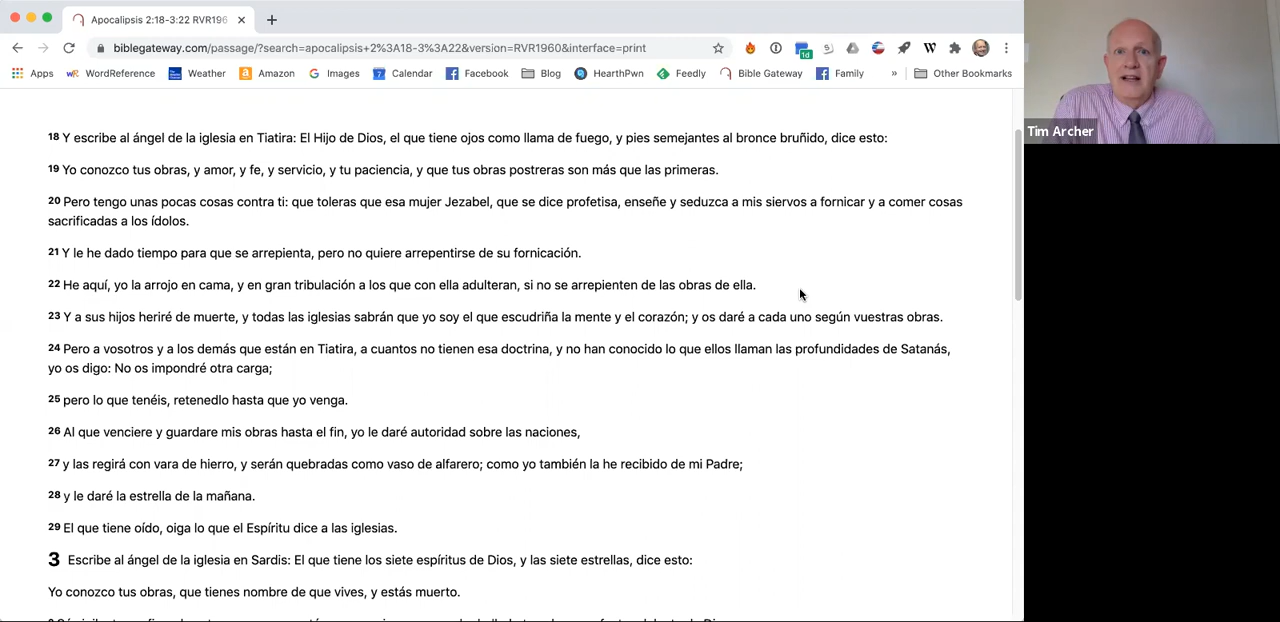 Apocalipsis 2:18-3:22 RVR196
biblegateway.com/passage/?search=apocalipsis+2%3A18-3%3A22&version=RVR1960&interface=print
1d
W
Apps
WordReference
Weather
Amazon
Images
Calendar
Facebook
Blog
HearthPwn
Feedly
Bible Gateway
Family
»
Other Bookmarks
18 Y escribe al ángel de la iglesia en Tiatira: El Hijo de Dios, el que tiene ojos como llama de fuego, y pies semejantes al bronce bruñido, dice esto:
19 Yo conozco tus obras, y amor, y fe, y servicio, y tu paciencia, y que tus obras postreras son más que las primeras.
20 Pero tengo unas pocas cosas contra ti: que toleras que esa mujer Jezabel, que se dice profetisa, enseñe y seduzca a mis siervos a fornicar y a comer cosas
sacrificadas a los ídolos.
21 Y le he dado tiempo para que se arrepienta, pero no quiere arrepentirse de su fornicación.
22 He aquí, yo la arrojo en cama, y en gran tribulación a los que con ella adulteran, si no se arrepienten de las obras de ella.
23 Y a sus hijos heriré de muerte, y todas las iglesias sabrán que yo soy el que escudriña la mente y el corazón; y os daré a cada uno según vuestras obras.
24 Pero a vosotros y a los demás que están en Tiatira, a cuantos no tienen esa doctrina, y no han conocido lo que ellos llaman las profundidades de Satanás,
yo os digo: No os impondré otra carga;
25 pero lo que tenéis, retenedlo hasta que yo venga.
26 Al que venciere y guardare mis obras hasta el fin, yo le daré autoridad sobre las naciones,
27 y las regirá con vara de hierro, y serán quebradas como vaso de alfarero; como yo también la he recibido de mi Padre;
28 y le daré la estrella de la mañana.
29 El que tiene oído, oiga lo que el Espíritu dice a las iglesias.
3 Escribe al ángel de la iglesia en Sardis: El que tiene los siete espíritus de Dios, y las siete estrellas, dice esto:
Yo conozco tus obras, que tienes nombre de que vives, y estás muerto.
Tim Archer